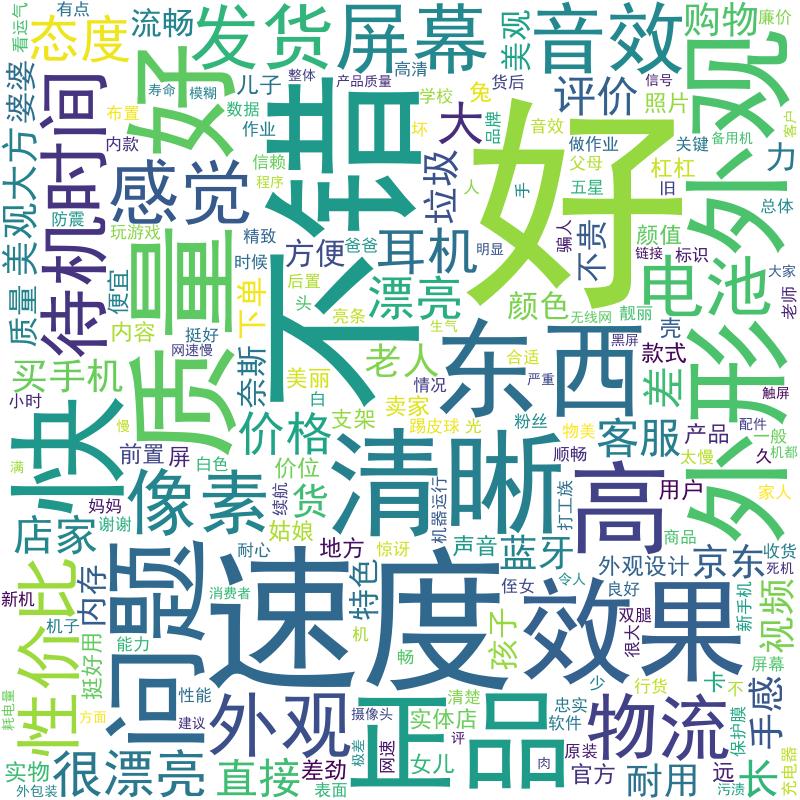 看运气
有点
态度
流畅
发货
屏幕
音效
美观
购物
廉价
婆婆
寿命
模糊
儿子
整体
产品质量
高清
货后
兔
学校
评价
照片
信号
外观
布置
好
数据
作业
不错
坏
大
品牌
音效
做作业
关键
备用机
客户
待机时间
内款
感觉
信赖
程序
好
人
手
父母
五星
杠杠
旧
力
美观大方
防震
玩游戏
精致
方便
爸爸
耳机
垃圾
明显
骗人
不贵
颜值
链接
标识
总体
质量
便宜
时候
后置
头
漂亮
颜色
无线网
靓丽
电池
大家
老师
质量
内容
挺好
网速慢
下单
亮条
生气
东西
黑屏
壳
款式
外形
买手机
奈斯
美丽
白
老人
情况
合适
严重
差
触屏
小时
快
慢
价格
支架
卖家
踢皮球
光
粉丝
物美
客服
产品
配件
一般
满
前置
屏
白色
价位
清晰
顺畅
打工族
太慢
久
机都
像素
货
续航
机器运行
高
用户
家人
妈妈
谢谢
店家
姑娘
地方
惊讶
声音
蓝牙
商品
收货
耐心
特色
外观设计
京东
死机
新机
性价比
内存
问题
消费者
速度
侄女
令人
良好
双腿
很大
新手机
视频
机子
挺好用
能力
机
畅
孩子
效果
屏幕
性能
建议
外观
摄像头
清楚
正品
忠实
软件
少
行货
卡
不
手感
耗电量
方面
实体店
物流
保护膜
实物
很漂亮
外包装
直接
差劲
表面
极差
网速
评
女儿
肉
原装
官方
耐用
远
污渍
长
充电器